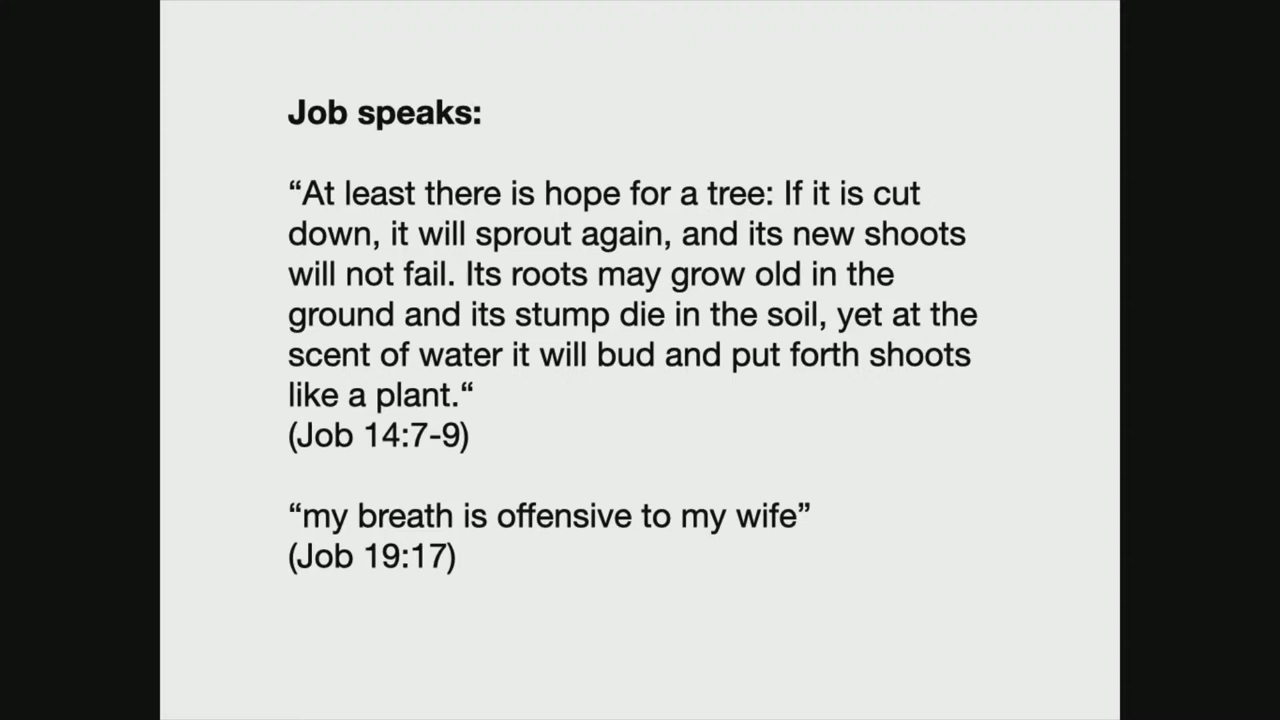 Job speaks:
“At least there is hope for a tree: If it is cut
down, it will sprout again, and its new shoots
will not fail. Its roots may grow old in the
ground and its stump die in the soil, yet at the
scent of water it will bud and put forth shoots
like a plant.“
(Job 14:7-9)
“my breath is offensive to my wife”
(Job 19:17)